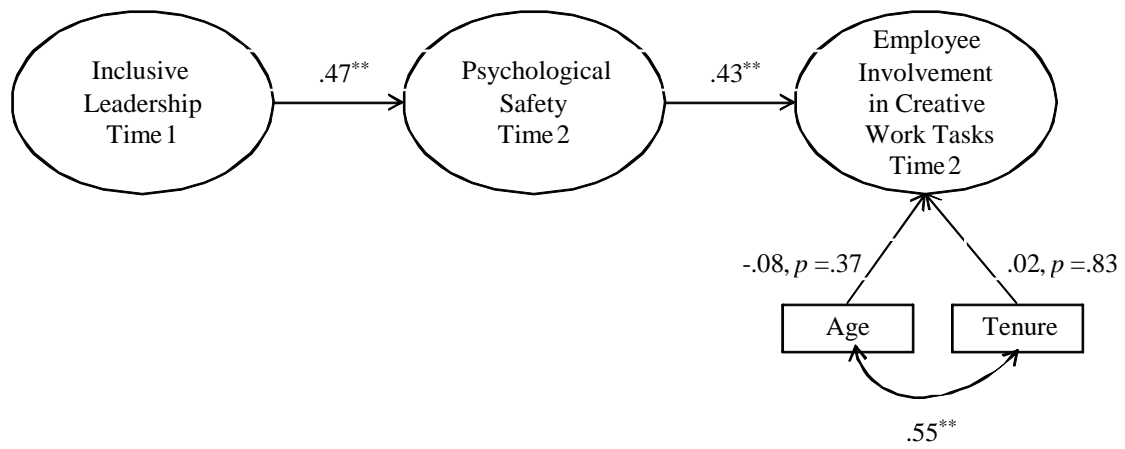 Inclusive
Leadership
Time 1
.47**
Psychological
Safety
Time 2
.43**
Employee
Involvement
in Creative
Work Tasks
Time 2
-.08, p =.37
.02, p =.83
Age
Tenure
.55**